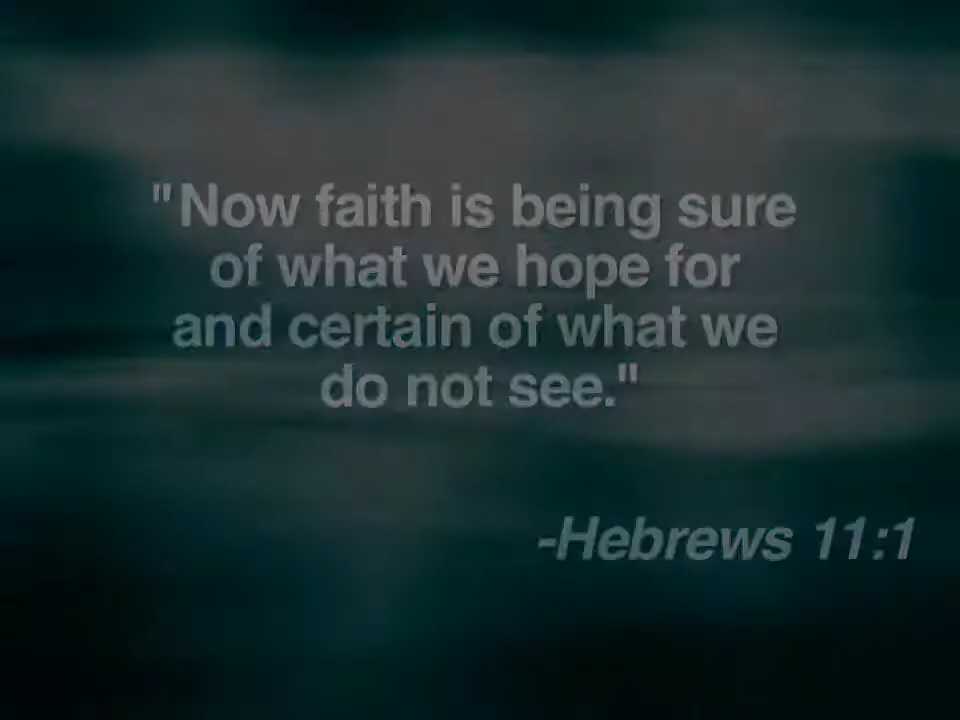 "Now faith is being sure
of what we hope for
and certain of what we
do not see."
-Hebrews 11:1